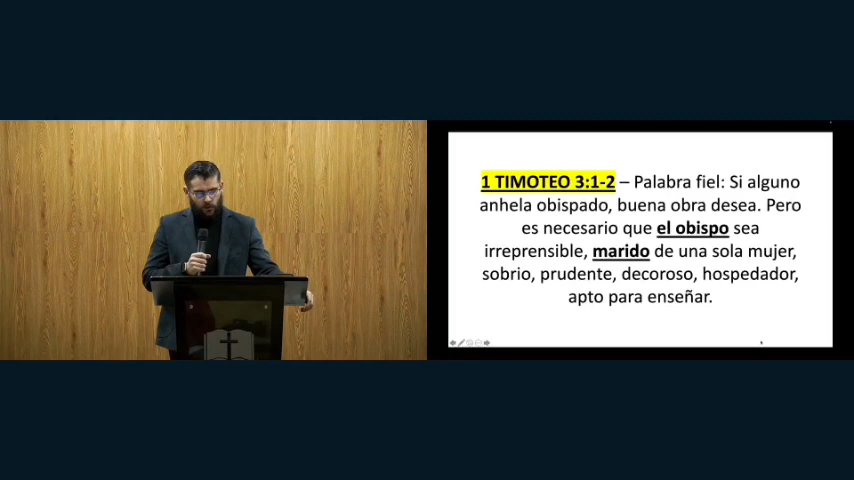 1 TIMOTEO 3:1-2 – Palabra fiel: Si alguno
anhela obispado, buena obra desea. Pero
es necesario que el obispo sea
irreprensible, marido de una sola mujer,
sobrio, prudente, decoroso, hospedador,
apto para enseñar.